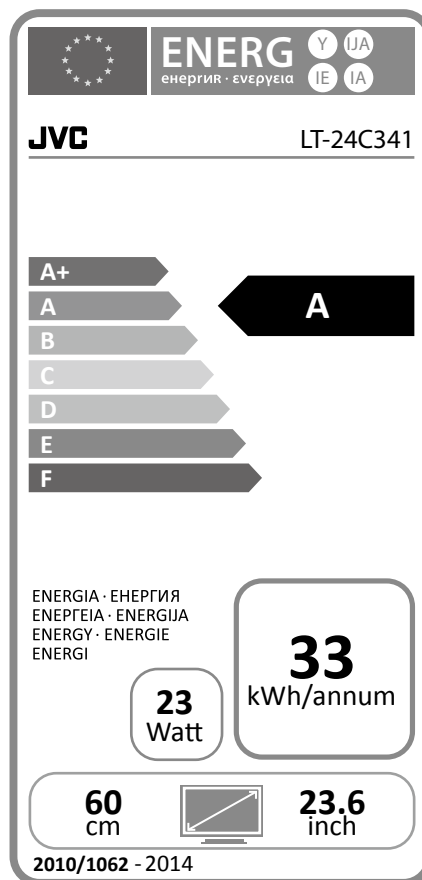 ENERG Y IJA
енергия · ενεργεια IE IA
JVC LT-24C341
A+
A
A
B
C
D
E
F
ENERGIA · ЕНЕРГИЯ
ΕΝΕΡΓΕΙΑ · ENERGIJA
ENERGY · ENERGIE
ENERGI
33
kWh/annum
23
Watt
60
cm
23.6
inch
2010/1062 - 2014